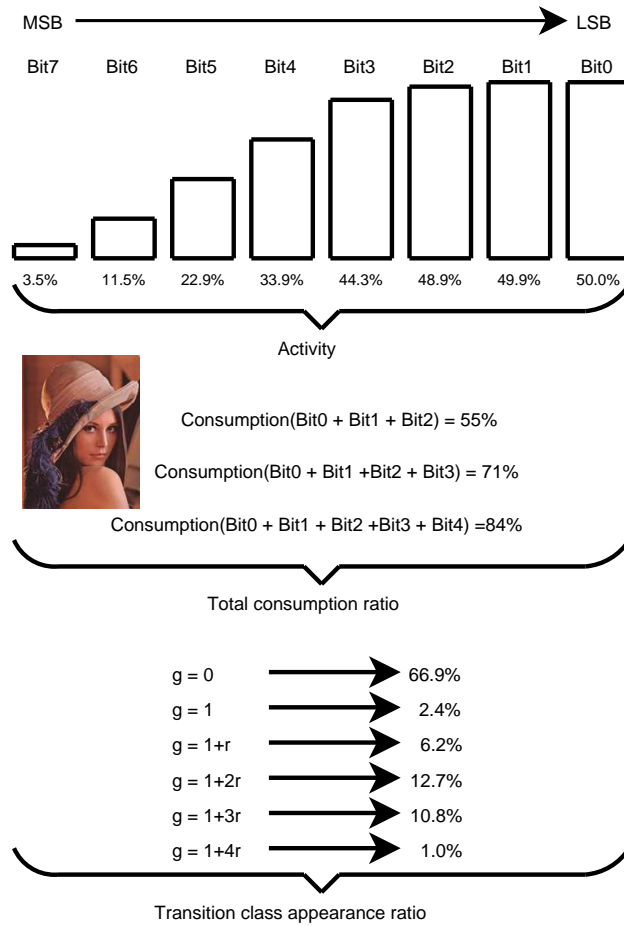 MSB LSB
Bit7 Bit6 Bit5 Bit4 Bit3 Bit2 Bit1 Bit0
3.5% 11.5% 22.9% 33.9% 44.3% 48.9% 49.9% 50.0%
Activity
Consumption(Bit0 + Bit1 + Bit2) = 55%
Consumption(Bit0 + Bit1 +Bit2 + Bit3) = 71%
Consumption(Bit0 + Bit1 + Bit2 +Bit3 + Bit4) =84%
Total consumption ratio
g = 0 66.9%
g = 1 2.4%
g = 1+r 6.2%
g = 1+2r 12.7%
g = 1+3r 10.8%
g = 1+4r 1.0%
Transition class appearance ratio